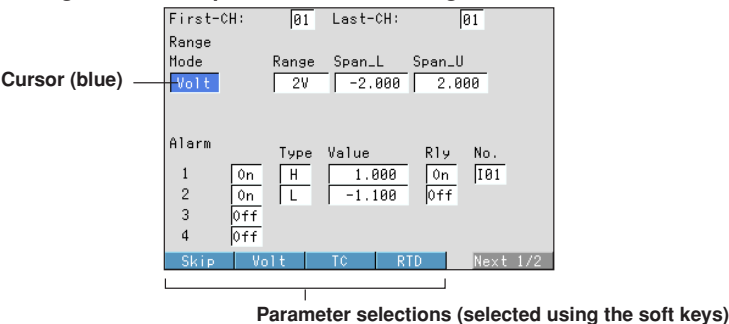 First-CH: 01 Last-CH: 01
Range
Mode Range Span_L Span_U
Cursor (blue)
Volt 2V -2.000 2.000
Alarm
Type Value Rly No.
1 On H 1.000 On I01
2 On L -1.100 Off
3 Off
4 Off
Skip Volt TC RTD Next 1/2
Parameter selections (selected using the soft keys)